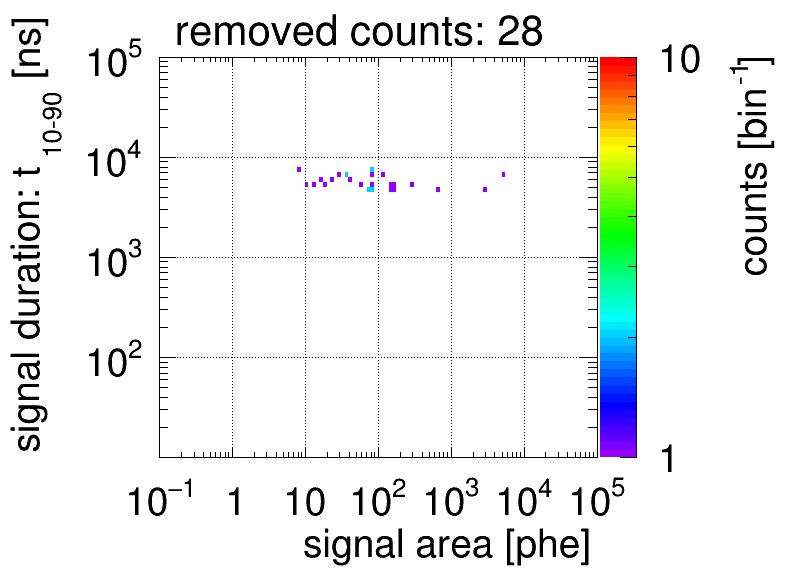 removed counts: 28
signal duration: t 10-90 [ns]
10^5
10^4
10^3
10^2
10^-1 1 10 10^2 10^3 10^4 10^5
signal area [phe]
10
1
counts [bin^-1]